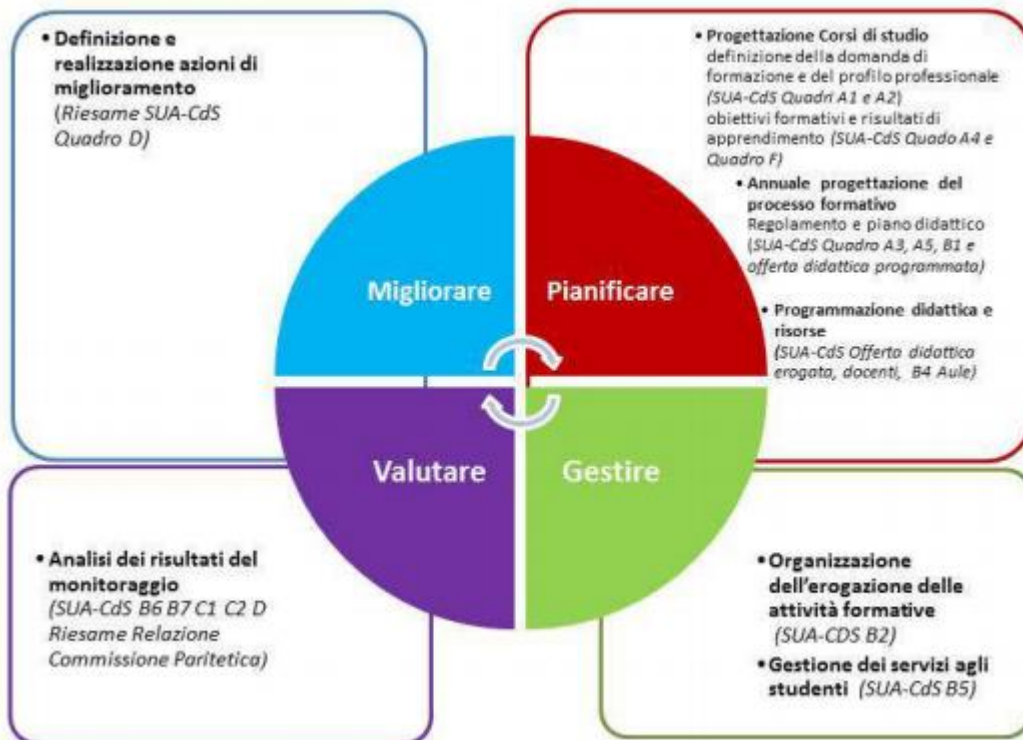 • Definizione e
realizzazione azioni di
miglioramento
(Riesame SUA-CdS
Quadro D)
• Progettazione Corsi di studio
definizione della domanda di
formazione e del profilo professionale
(SUA-CdS Quadri A1 e A2)
obiettivi formativi e risultati di
apprendimento (SUA-CdS Quado A4 e
Quadro F)
• Annuale progettazione del
processo formativo
Regolamento e piano didattico
(SUA-CdS Quadro A3, A5, B1 e
offerta didattica programmata)
• Programmazione didattica e
risorse
(SUA-CdS Offerta didattica
erogata, docenti, B4 Aule)
Migliorare
Pianificare
Valutare
Gestire
• Analisi dei risultati del
monitoraggio
(SUA-CdS B6 B7 C1 C2 D
Riesame Relazione
Commissione Paritetica)
• Organizzazione
dell'erogazione delle
attività formative
(SUA-CDS B2)
• Gestione dei servizi agli
studenti (SUA-CdS B5)